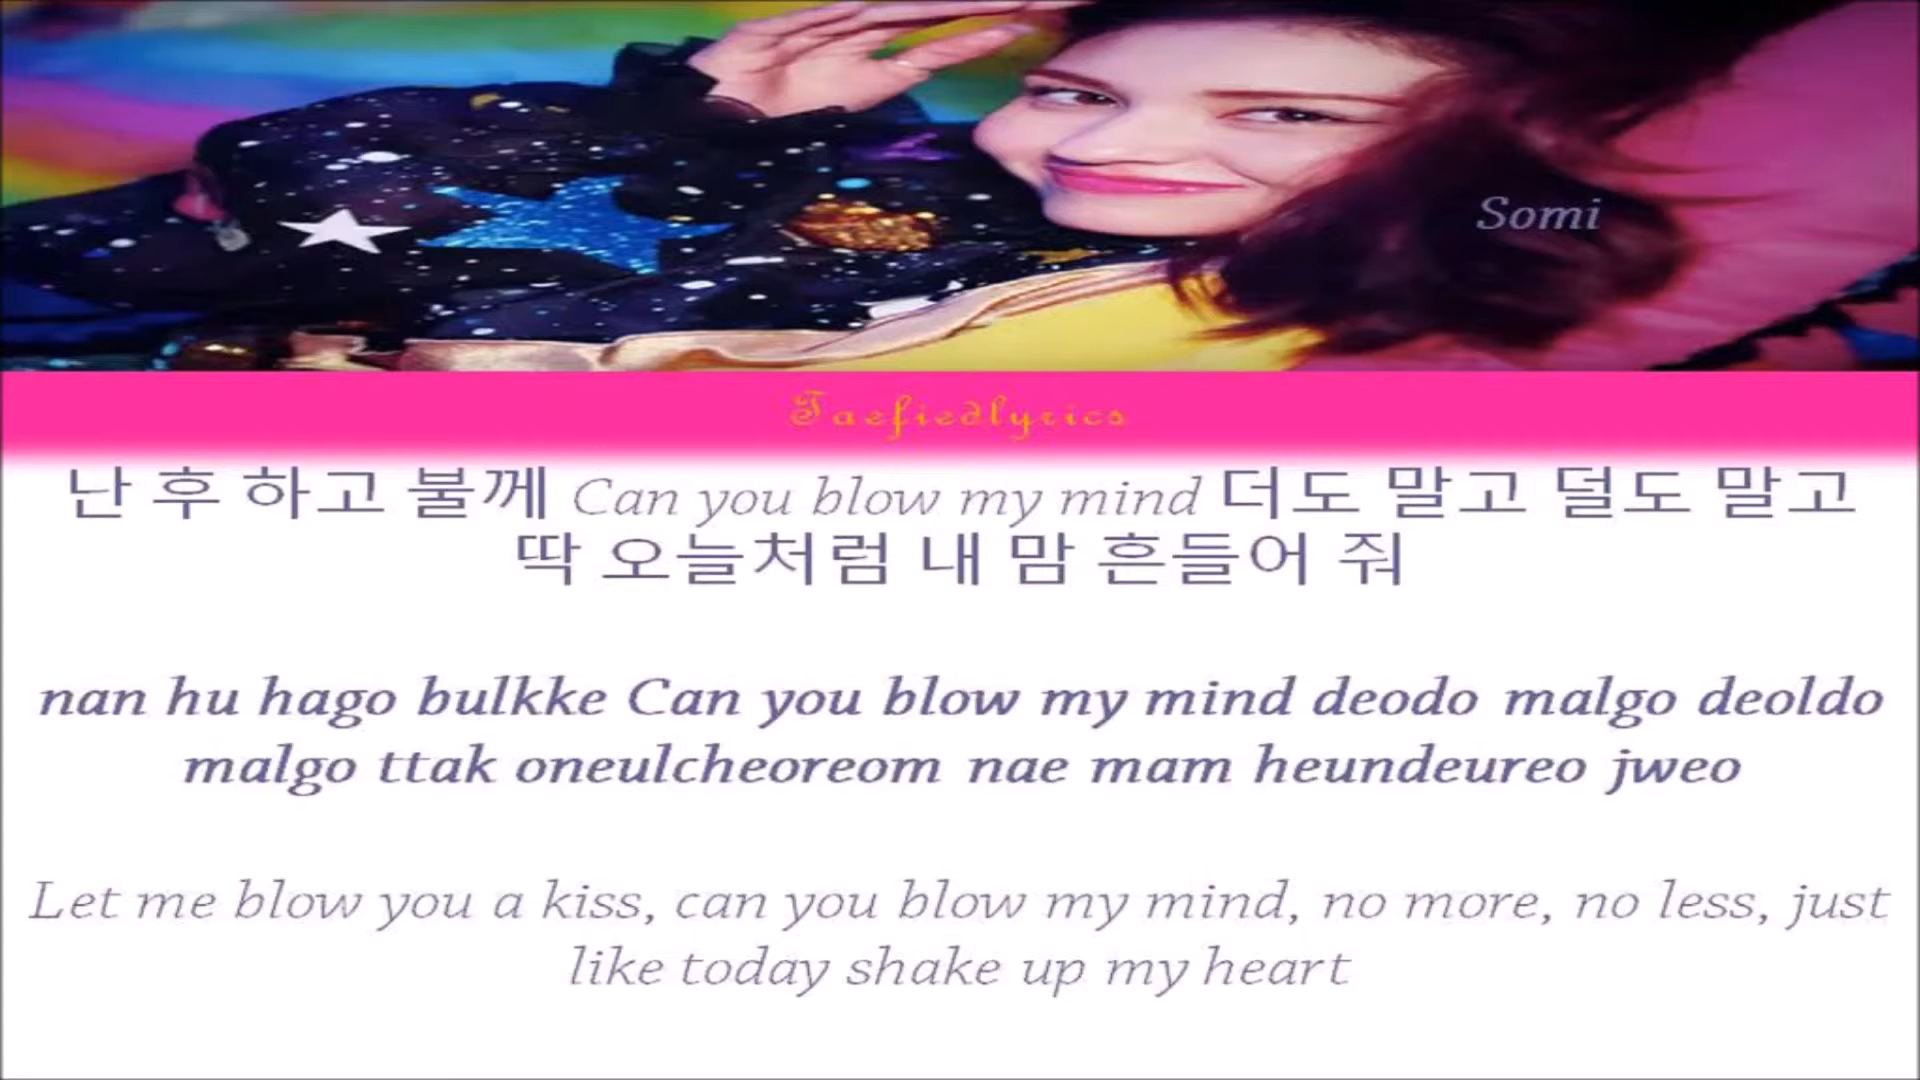 Somi
Taefiedlyrics
난 후 하고 불께 Can you blow my mind 더도 말고 덜도 말고
딱 오늘처럼 내 맘 흔들어 줘
nan hu hago bulkke Can you blow my mind deodo malgo deoldo
malgo ttak oneulcheoreom nae mam heundeureo jweo
Let me blow you a kiss, can you blow my mind, no more, no less, just
like today shake up my heart